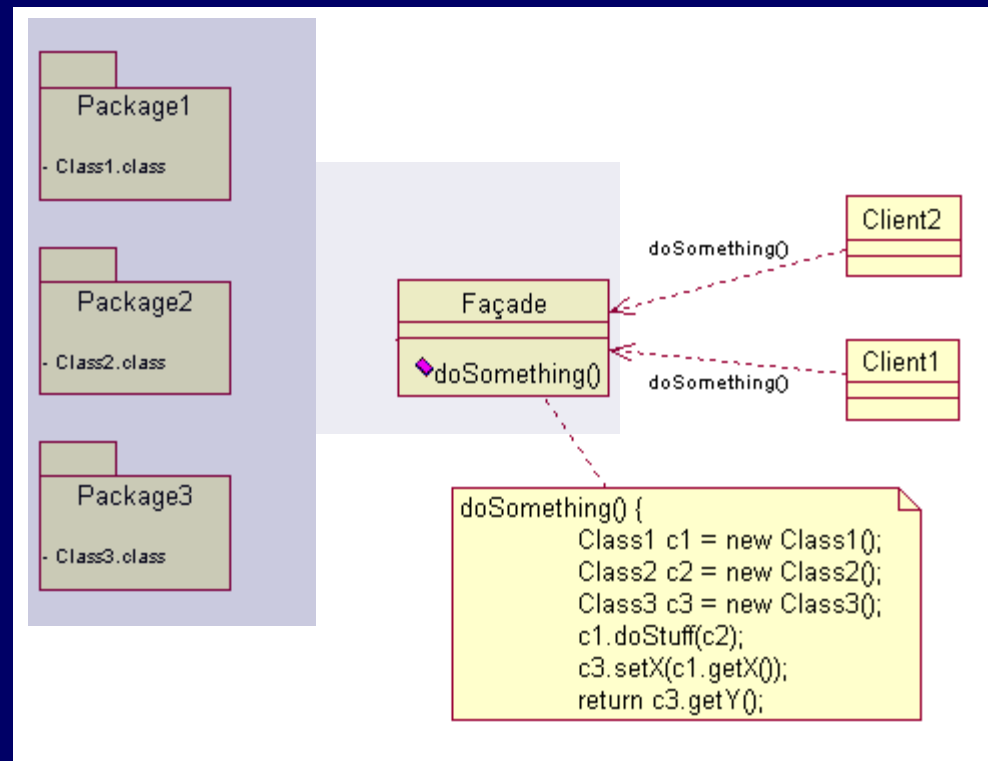 Package1
- Class1.class
Package2
- Class2.class
Package3
- Class3.class
Façade
doSomething()
doSomething()
Client2
doSomething()
Client1
doSomething() {
Class1 c1 = new Class1();
Class2 c2 = new Class2();
Class3 c3 = new Class3();
c1.doStuff(c2);
c3.setX(c1.getX());
return c3.getY();